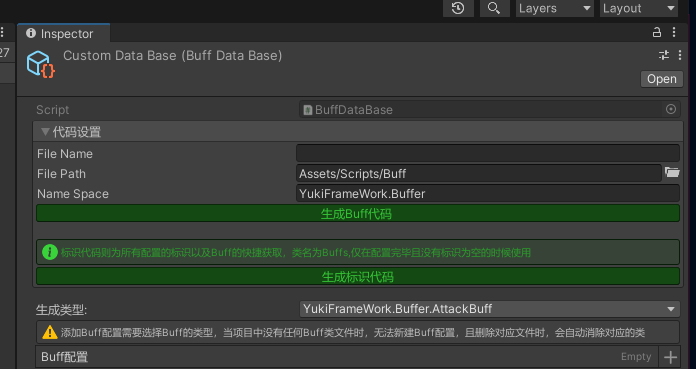 Layers
Layout
27
Inspector
Custom Data Base (Buff Data Base)
Open
Script
BuffDataBase
代码设置
File Name
File Path
Assets/Scripts/Buff
Name Space
YukiFrameWork.Buffer
生成Buff代码
标识代码则为所有配置的标识以及Buff的快捷获取，类名为Buffs,仅在配置完毕且没有标识为空的时候使用
生成标识代码
生成类型:
YukiFrameWork.Buffer.AttackBuff
添加Buff配置需要选择Buff的类型，当项目中没有任何Buff类文件时，无法新建Buff配置，且删除对应文件时，会自动消除对应的类
Buff配置
Empty